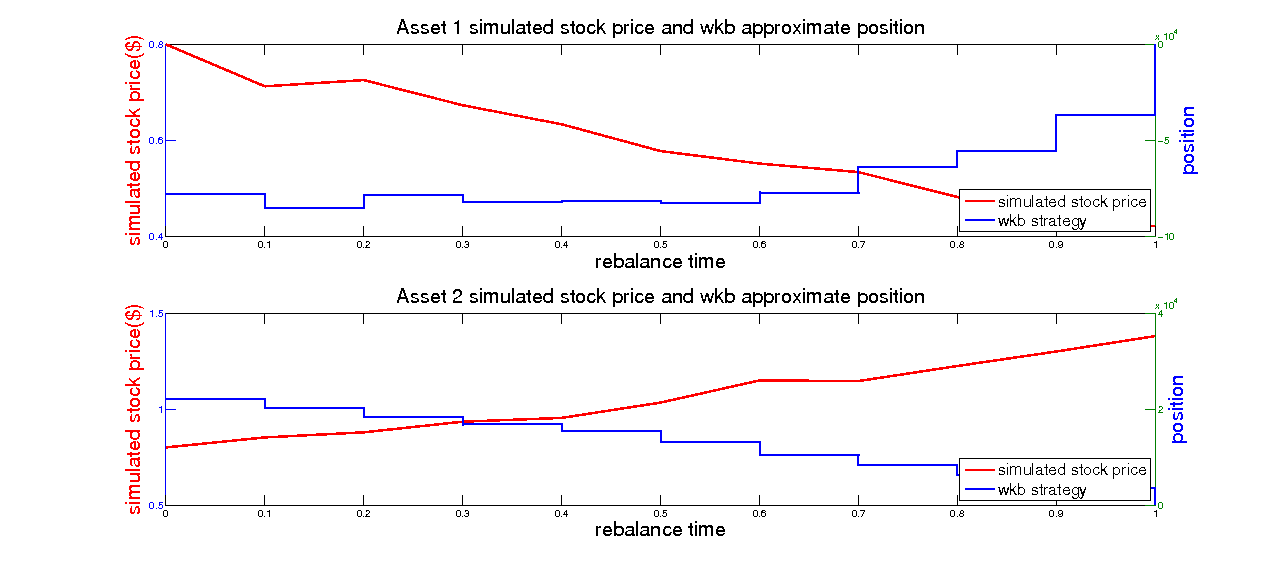 Asset 1 simulated stock price and wkb approximate position
x 10^4
0.8
0.6
0.4
simulated stock price($)
0
-5
-10
position
simulated stock price
wkb strategy
0 0.1 0.2 0.3 0.4 0.5 0.6 0.7 0.8 0.9 1
rebalance time
Asset 2 simulated stock price and wkb approximate position
x 10^4
1.5
1
0.5
simulated stock price($)
4
2
0
position
simulated stock price
wkb strategy
0 0.1 0.2 0.3 0.4 0.5 0.6 0.7 0.8 0.9 1
rebalance time